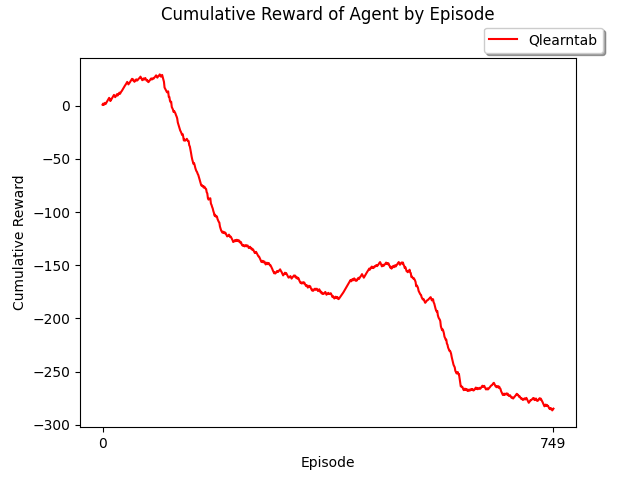 Cumulative Reward of Agent by Episode
Qlearntab
0
−50
−100
−150
−200
−250
−300
Cumulative Reward
0
749
Episode